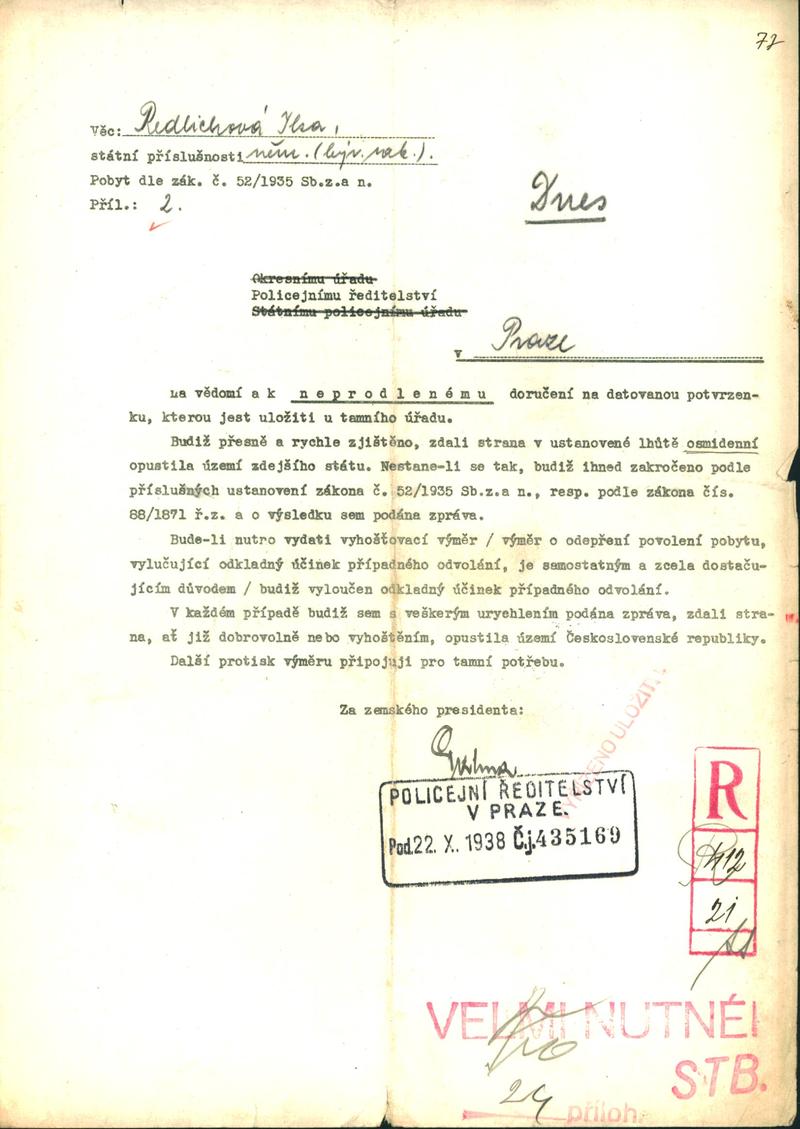 72
Věc: Redlichová Ilsa,
státní příslušnosti něm. (býv. rak.).
Pobyt dle zák. č. 52/1935 Sb.z.a n.
Příl.: 2.
Dnes
Okresnímu úřadu
Policejnímu ředitelství
Státnímu policejnímu úřadu
v Praze
na vědomí a k neprodlenému doručení na datovanou potvrzen-
ku, kterou jest uložiti u tamního úřadu.
Budiž přesně a rychle zjištěno, zdali strana v ustanovené lhůtě osmidenní
opustila území zdejšího státu. Nestane-li se tak, budiž ihned zakročeno podle
příslušných ustanovení zákona č. 52/1935 Sb.z.a n., resp. podle zákona čís.
88/1871 ř.z. a o výsledku sem podána zpráva.
Bude-li nutro vydati vyhošťovací výměr / výměr o odepření povolení pobytu,
vylučující odkladný účinek případného odvolání, je samostatným a zcela dostaču-
jícím důvodem / budiž vyloučen odkladný účinek případného odvolání.
V každém případě budiž sem s veškerým urychlením podána zpráva, zdali stra-
na, ať již dobrovolně nebo vyhoštěním, opustila území Československé republiky.
Další protisk výměru připojuji pro tamní potřebu.
Za zemského presidenta:
ULOŽIT
POLICEJNÍ ŘEDITELSTVÍ
V PRAZE.
Pod. 22. X. 1938 Č.j. 435169
R
412
21
VELMI NUTNÉ!
STB.
24
příloh.